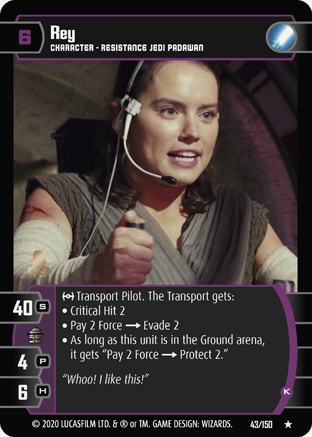 6
Rey
CHARACTER - RESISTANCE JEDI PADAWAN
40 S
4 P
6 H
Transport Pilot. The Transport gets:
• Critical Hit 2
• Pay 2 Force → Evade 2
• As long as this unit is in the Ground arena,
it gets “Pay 2 Force → Protect 2.”
“Whoo! I like this!”
K
© 2020 LUCASFILM LTD. & ® or TM. GAME DESIGN: WIZARDS. 43/150 ★